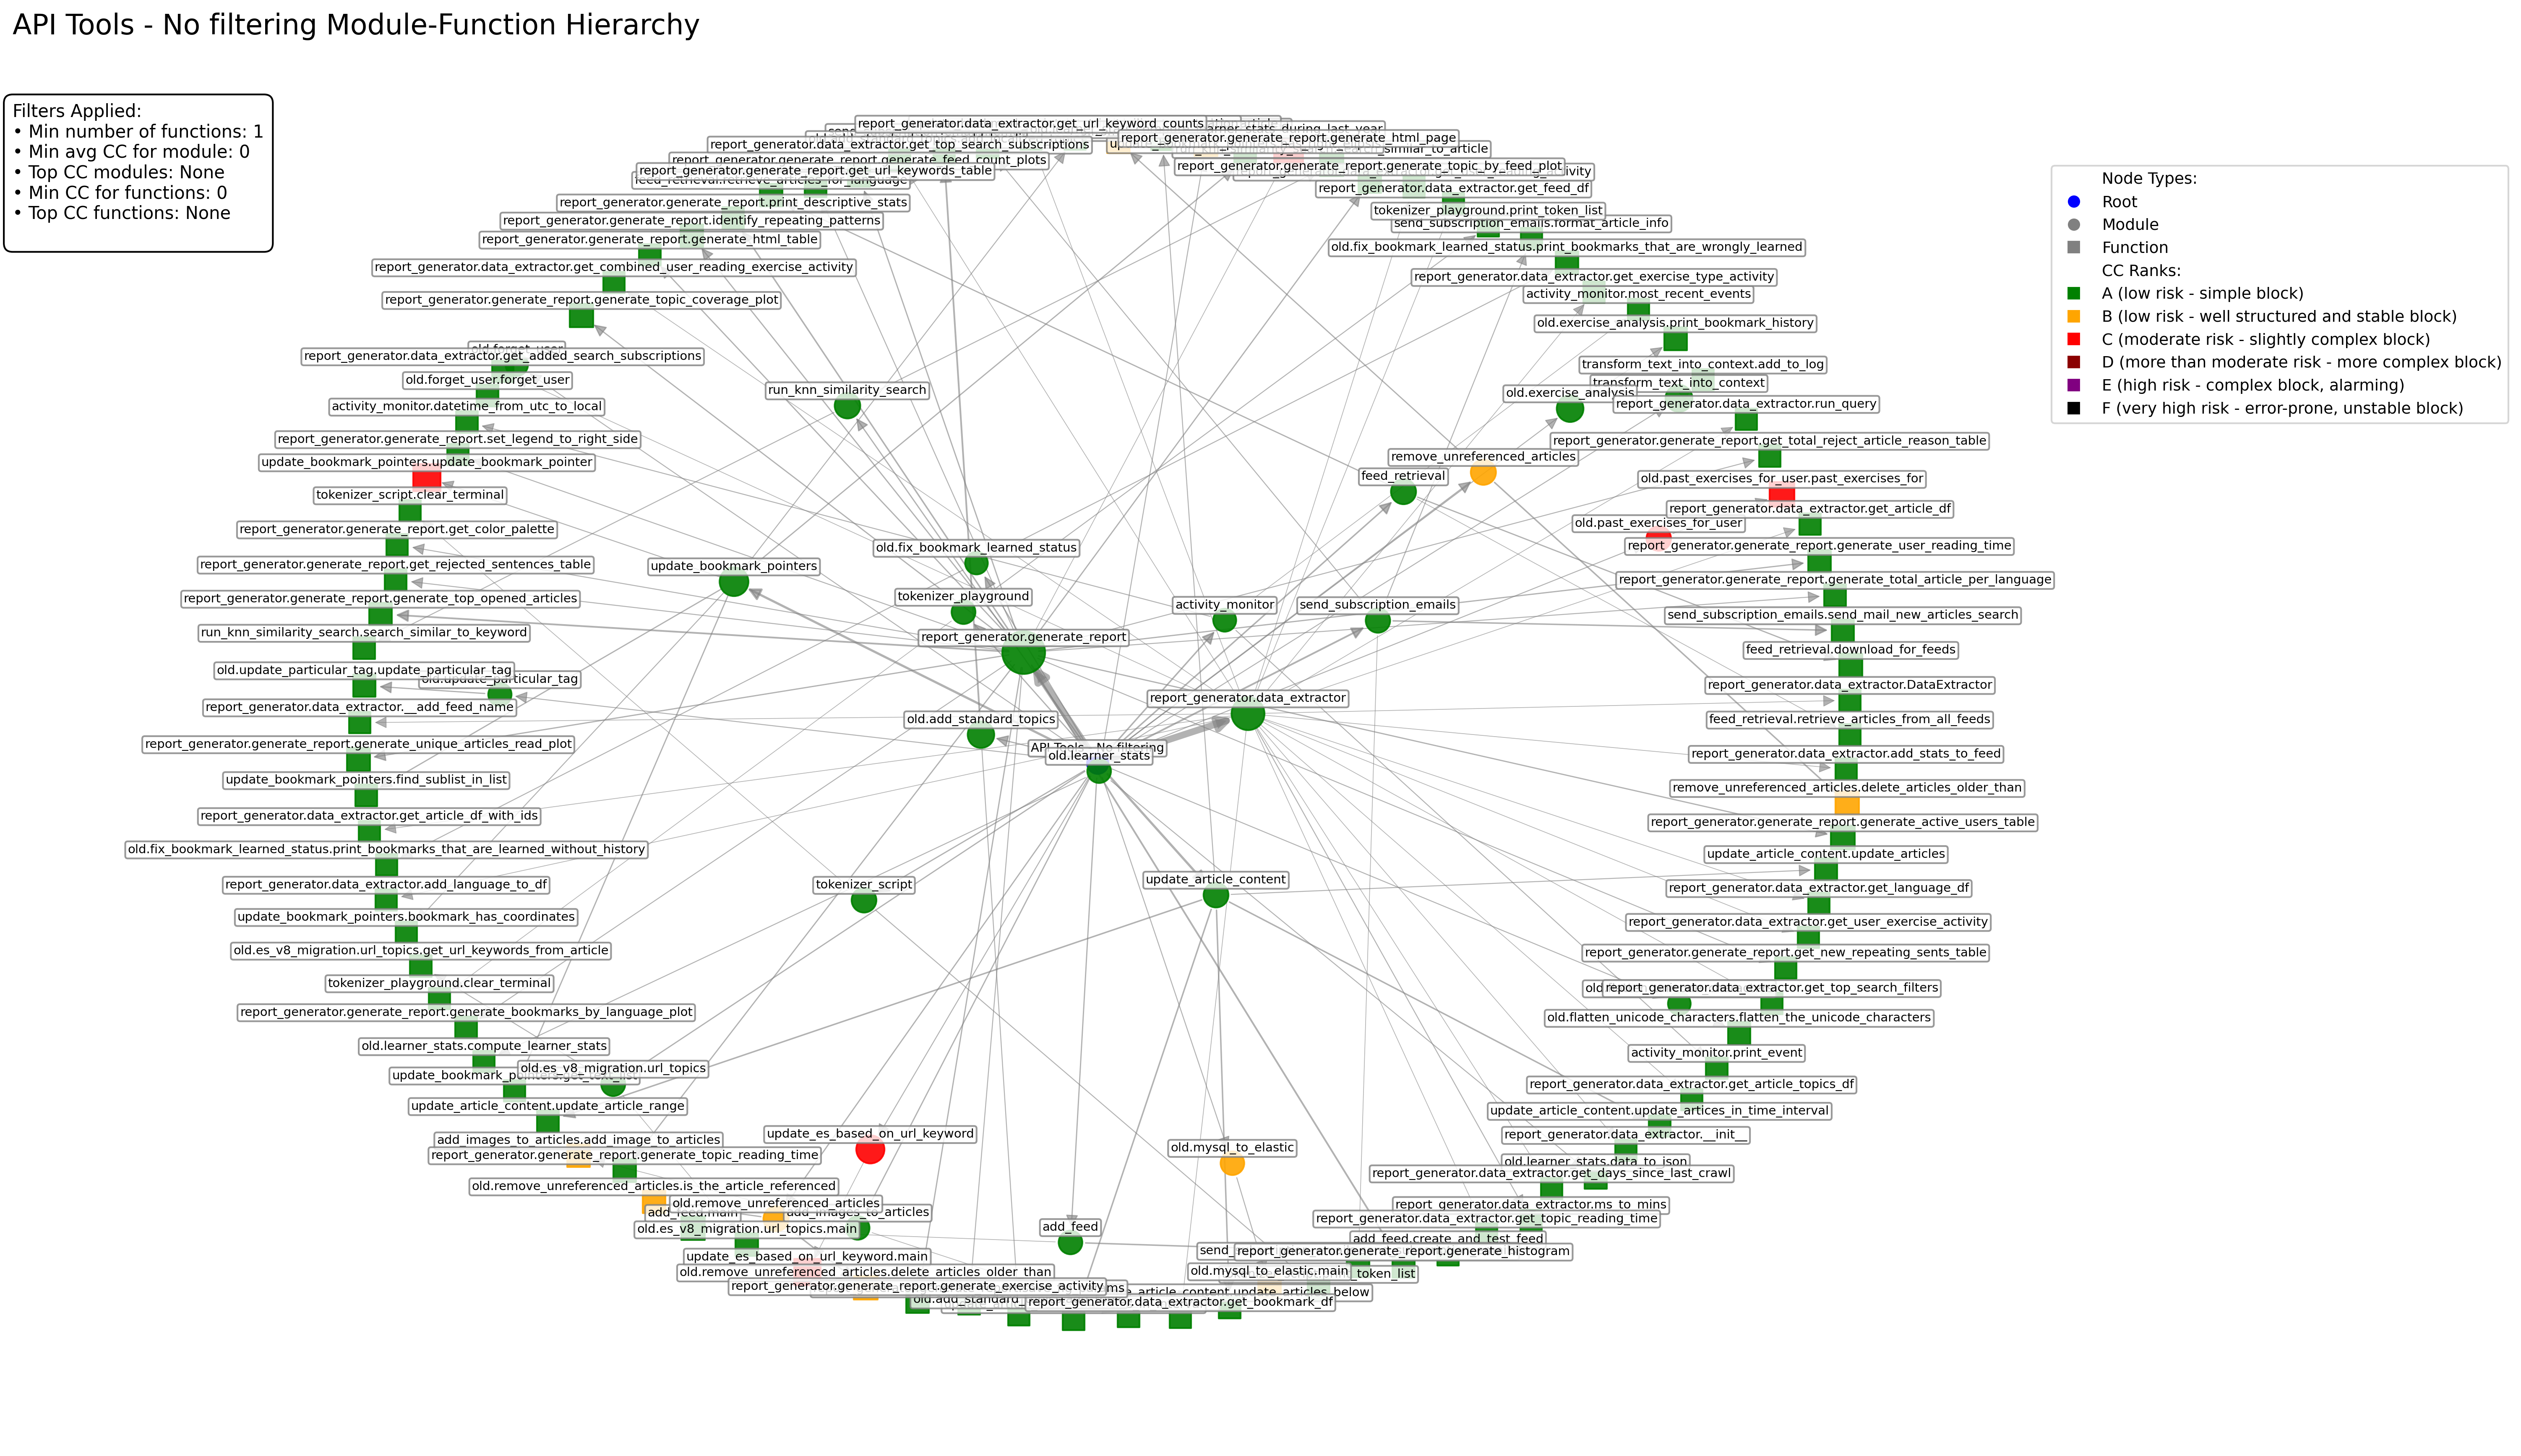 API Tools - No filtering Module-Function Hierarchy
Filters Applied:
• Min number of functions: 1
• Min avg CC for module: 0
• Top CC modules: None
• Min CC for functions: 0
• Top CC functions: None
Node Types:
Root
Module
Function
CC Ranks:
A (low risk - simple block)
B (low risk - well structured and stable block)
C (moderate risk - slightly complex block)
D (more than moderate risk - more complex block)
E (high risk - complex block, alarming)
F (very high risk - error-prone, unstable block)
report_generator.data_extractor.get_url_keyword_counts
report_generator.generate_report.generate_html_page
report_generator.data_extractor.get_top_search_subscriptions
report_generator.generate_report.generate_feed_count_plots
report_generator.generate_report.get_url_keywords_table
feed_retrieval.retrieve_articles_for_language
report_generator.generate_report.print_descriptive_stats
report_generator.generate_report.identify_repeating_patterns
report_generator.generate_report.generate_html_table
report_generator.data_extractor.get_combined_user_reading_exercise_activity
report_generator.generate_report.generate_topic_coverage_plot
old.forget_user
report_generator.data_extractor.get_added_search_subscriptions
old.forget_user.forget_user
activity_monitor.datetime_from_utc_to_local
report_generator.generate_report.set_legend_to_right_side
update_bookmark_pointers.update_bookmark_pointer
tokenizer_script.clear_terminal
report_generator.generate_report.get_color_palette
report_generator.generate_report.get_rejected_sentences_table
report_generator.generate_report.generate_top_opened_articles
run_knn_similarity_search.search_similar_to_keyword
old.update_particular_tag.update_particular_tag
old.update_particular_tag
report_generator.data_extractor.__add_feed_name
report_generator.generate_report.generate_unique_articles_read_plot
update_bookmark_pointers.find_sublist_in_list
report_generator.data_extractor.get_article_df_with_ids
old.fix_bookmark_learned_status.print_bookmarks_that_are_learned_without_history
report_generator.data_extractor.add_language_to_df
update_bookmark_pointers.bookmark_has_coordinates
old.es_v8_migration.url_topics.get_url_keywords_from_article
tokenizer_playground.clear_terminal
report_generator.generate_report.generate_bookmarks_by_language_plot
old.learner_stats.compute_learner_stats
old.es_v8_migration.url_topics
update_bookmark_pointers.get_text_list
update_article_content.update_article_range
add_images_to_articles.add_image_to_articles
report_generator.generate_report.generate_topic_reading_time
old.remove_unreferenced_articles.is_the_article_referenced
old.remove_unreferenced_articles
add_feed.main
add_images_to_articles
old.es_v8_migration.url_topics.main
update_es_based_on_url_keyword.main
old.remove_unreferenced_articles.delete_articles_older_than
report_generator.generate_report.generate_exercise_activity
report_generator.data_extractor.get_bookmark_df
run_knn_similarity_search
update_bookmark_pointers
old.fix_bookmark_learned_status
tokenizer_playground
report_generator.generate_report
activity_monitor
send_subscription_emails
report_generator.data_extractor
old.add_standard_topics
API Tools - No filtering
old.learner_stats
tokenizer_script
update_article_content
update_es_based_on_url_keyword
old.mysql_to_elastic
add_feed
feed_retrieval
remove_unreferenced_articles
old.exercise_analysis
old.past_exercises_for_user
report_generator.generate_report.generate_topic_by_feed_plot
report_generator.data_extractor.get_feed_df
tokenizer_playground.print_token_list
send_subscription_emails.format_article_info
old.fix_bookmark_learned_status.print_bookmarks_that_are_wrongly_learned
report_generator.data_extractor.get_exercise_type_activity
activity_monitor.most_recent_events
old.exercise_analysis.print_bookmark_history
transform_text_into_context.add_to_log
transform_text_into_context
report_generator.data_extractor.run_query
report_generator.generate_report.get_total_reject_article_reason_table
old.past_exercises_for_user.past_exercises_for
report_generator.data_extractor.get_article_df
report_generator.generate_report.generate_user_reading_time
report_generator.generate_report.generate_total_article_per_language
send_subscription_emails.send_mail_new_articles_search
feed_retrieval.download_for_feeds
report_generator.data_extractor.DataExtractor
feed_retrieval.retrieve_articles_from_all_feeds
report_generator.data_extractor.add_stats_to_feed
remove_unreferenced_articles.delete_articles_older_than
report_generator.generate_report.generate_active_users_table
update_article_content.update_articles
report_generator.data_extractor.get_language_df
report_generator.data_extractor.get_user_exercise_activity
report_generator.generate_report.get_new_repeating_sents_table
report_generator.data_extractor.get_top_search_filters
old.flatten_unicode_characters.flatten_the_unicode_characters
activity_monitor.print_event
report_generator.data_extractor.get_article_topics_df
update_article_content.update_artices_in_time_interval
report_generator.data_extractor.__init__
old.learner_stats.data_to_json
report_generator.data_extractor.get_days_since_last_crawl
report_generator.data_extractor.ms_to_mins
report_generator.data_extractor.get_topic_reading_time
add_feed.create_and_test_feed
report_generator.generate_report.generate_histogram
old.mysql_to_elastic.main